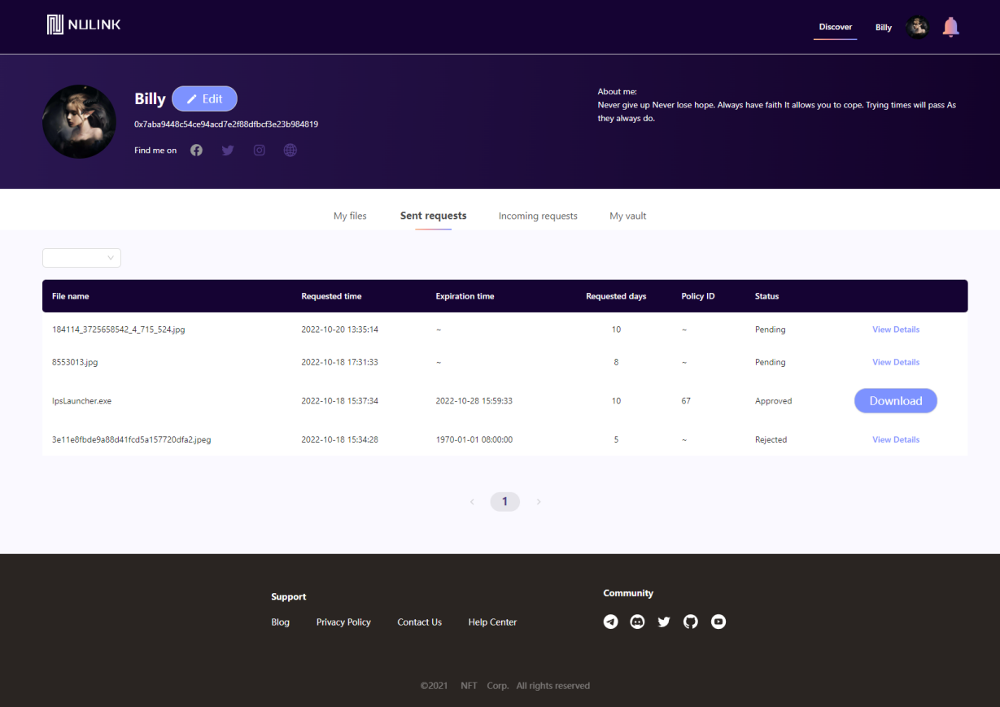 NULINK
Discover
Billy
Billy
Edit
0x7aba9448c54ce94acd7e2f88dfbcf3e23b984819
Find me on
About me:
Never give up Never lose hope. Always have faith It allows you to cope. Trying times will pass As
they always do.
My files
Sent requests
Incoming requests
My vault
File name Requested time Expiration time Requested days Policy ID Status
184114_3725658542_4_715_524.jpg 2022-10-20 13:35:14 ~ 10 ~ Pending View Details
8553013.jpg 2022-10-18 17:31:33 ~ 8 ~ Pending View Details
IpsLauncher.exe 2022-10-18 15:37:34 2022-10-28 15:59:33 10 67 Approved Download
3e11e8fbde9a88d41fcd5a157720dfa2.jpeg 2022-10-18 15:34:28 1970-01-01 08:00:00 5 ~ Rejected View Details
1
Support
Blog Privacy Policy Contact Us Help Center
Community
©2021 NFT Corp. All rights reserved